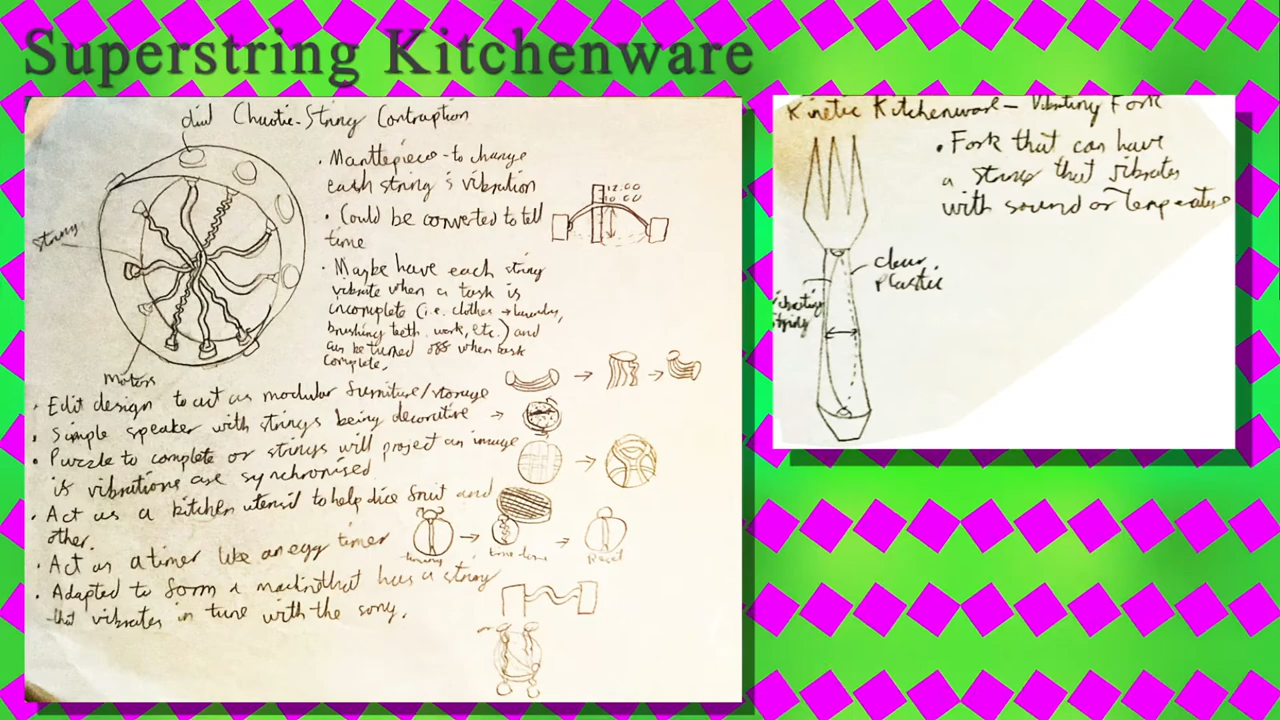 Superstring Kitchenware
dial Chaotic-String Contraption
• Mantlepiece - to change
each string's vibration
• Could be converted to tell
time
12:00
10:00
string
• Maybe have each string
vibrate when a task is
incomplete (i.e. clothes → laundry,
brushing teeth, work, etc.) and
can be turned off when task
complete.
motors
• Edit design to act as modular furniture/storage
• Simple speaker with strings being decorative
• Puzzle to complete or strings will project an image
is vibrations are synchronised
• Act as a kitchen utensil to help dice fruit and
other.
• Act as a timer like an egg timer
time done
Reset
• Adapted to form a that has a string
that vibrates in tune with the song.
Kinetic Kitchenware - Vibrating Fork
• Fork that can have
a string that vibrates
with sound or Temperature
clear
plastic